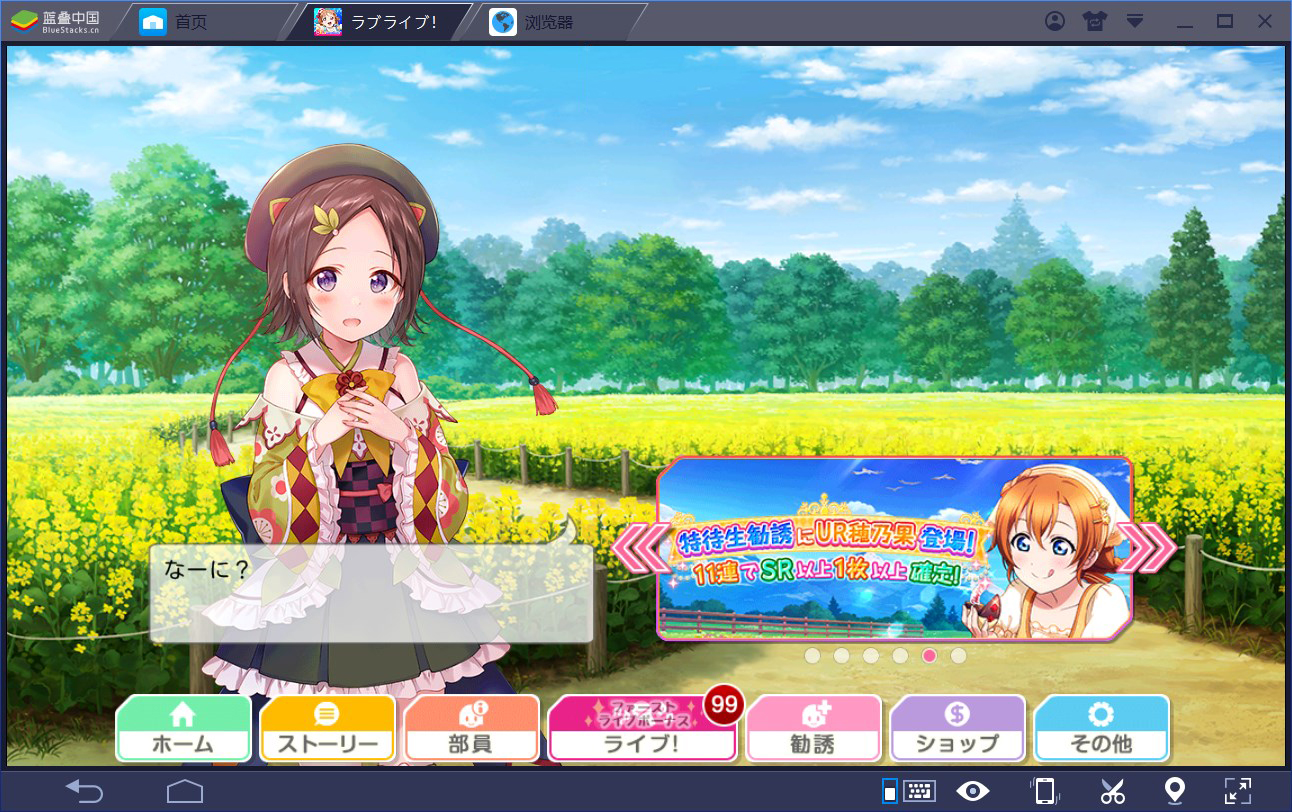 蓝叠中国
BlueStacks.cn
首页
ラブライブ!
浏览器
特待生勧誘にUR穂乃果登場!
11連でSR以上1枚以上確定!
なーに?
ホーム
ストーリー
部員
ファースト
ライブボーナス
99
ライブ!
勧誘
ショップ
その他